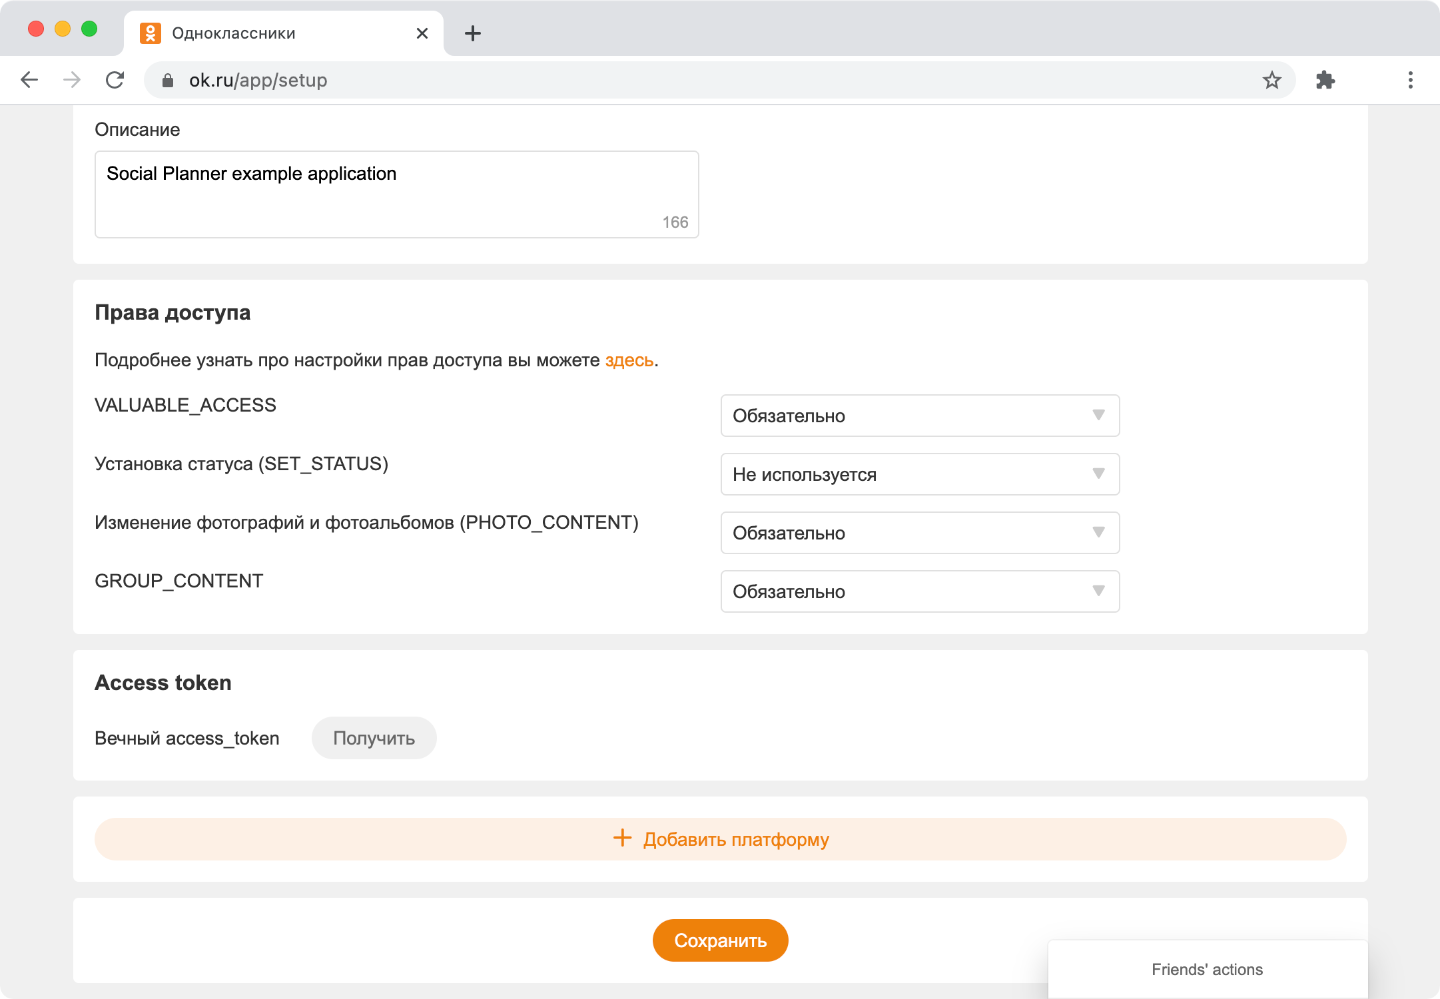 Одноклассники
ok.ru/app/setup
Описание
Social Planner example application
166
Права доступа
Подробнее узнать про настройки прав доступа вы можете здесь.
VALUABLE_ACCESS
Обязательно
Установка статуса (SET_STATUS)
Не используется
Изменение фотографий и фотоальбомов (PHOTO_CONTENT)
Обязательно
GROUP_CONTENT
Обязательно
Access token
Вечный access_token
Получить
Добавить платформу
Сохранить
Friends' actions